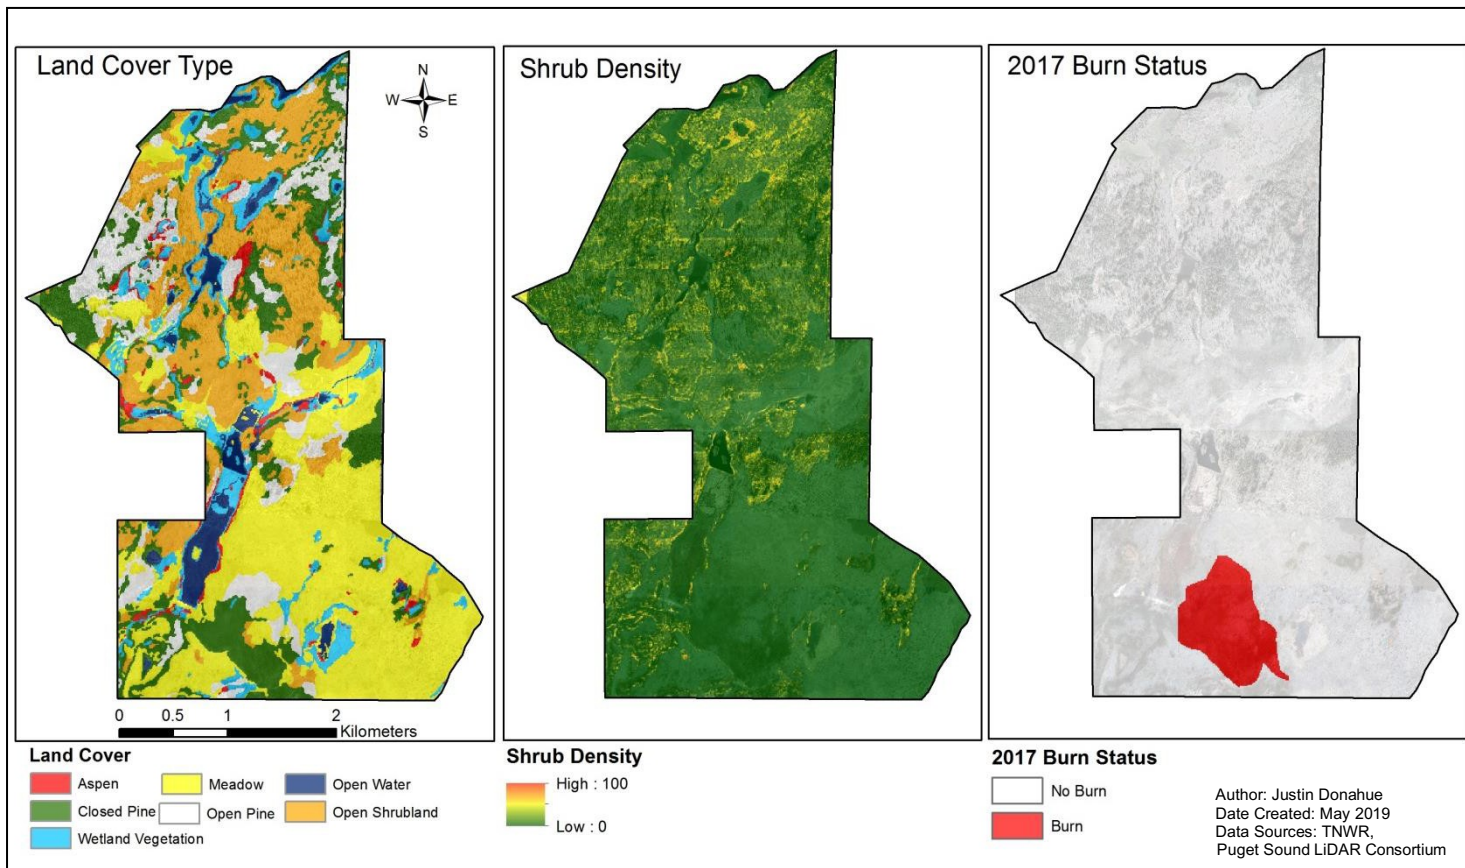 Land Cover Type
N
W E
S
Shrub Density
2017 Burn Status
0 0.5 1 2
Kilometers
Land Cover
Aspen Meadow Open Water
Closed Pine Open Pine Open Shrubland
Wetland Vegetation
Shrub Density
High : 100
Low : 0
2017 Burn Status
No Burn
Burn
Author: Justin Donahue
Date Created: May 2019
Data Sources: TNWR,
Puget Sound LiDAR Consortium